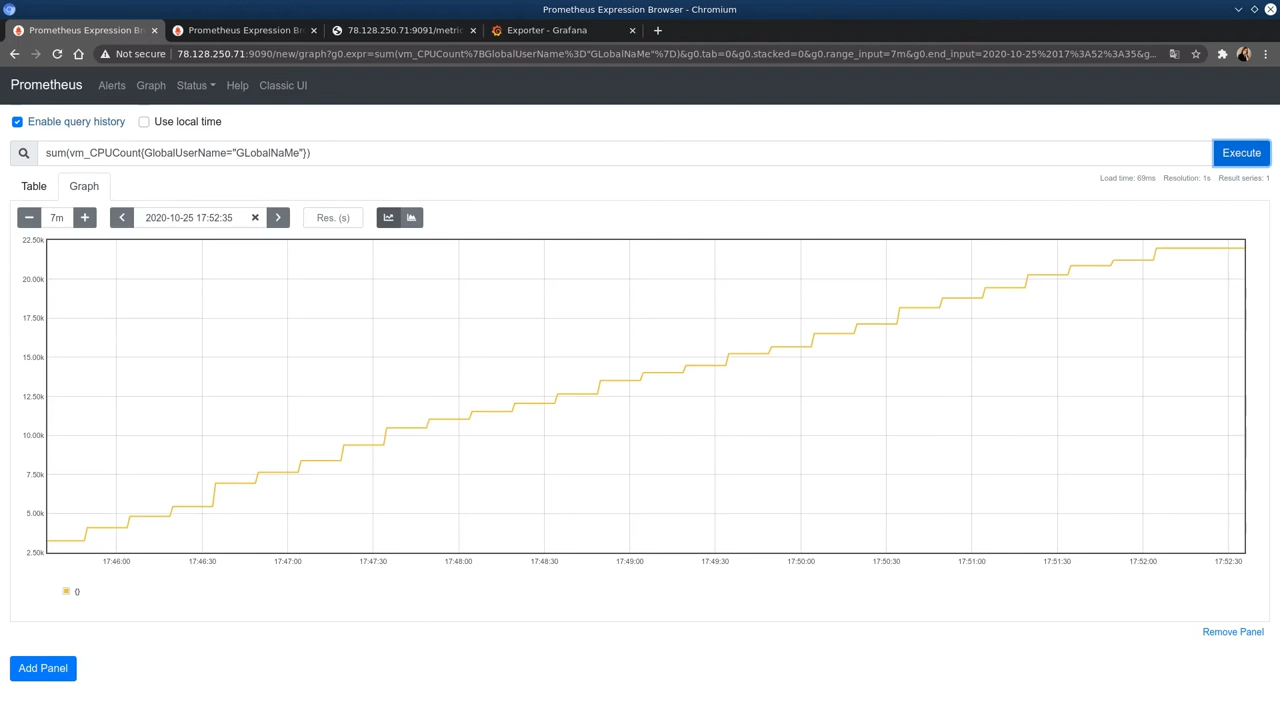 Prometheus Expression Browser - Chromium
Prometheus Expression Br
Prometheus Expression Bro
78.128.250.71:9091/metric
Exporter - Grafana
Not secure
78.128.250.71:9090/new/graph?g0.expr=sum(vm_CPUCount%7BGlobalUserName%3D"GLobalNaMe"%7D)&g0.tab=0&g0.stacked=0&g0.range_input=7m&g0.end_input=2020-10-25%2017%3A52%3A35&g...
Prometheus Alerts Graph Status Help Classic UI
Enable query history Use local time
sum(vm_CPUCount{GlobalUserName="GLobalNaMe"})
Execute
Load time: 69ms Resolution: 1s Result series: 1
Table Graph
7m 2020-10-25 17:52:35 Res. (s)
22.50k
20.00k
17.50k
15.00k
12.50k
10.00k
7.50k
5.00k
2.50k
17:46:00 17:46:30 17:47:00 17:47:30 17:48:00 17:48:30 17:49:00 17:49:30 17:50:00 17:50:30 17:51:00 17:51:30 17:52:00 17:52:30
{}
Remove Panel
Add Panel